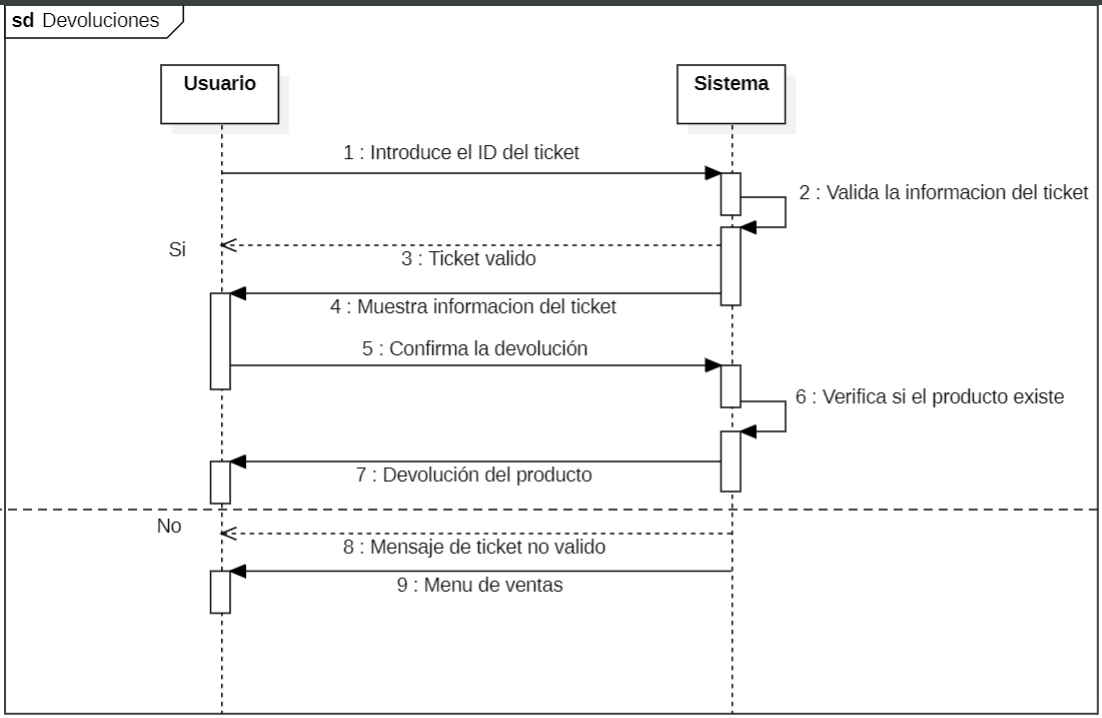 sd Devoluciones
Usuario
Sistema
1 : Introduce el ID del ticket
2 : Valida la informacion del ticket
Si
3 : Ticket valido
4 : Muestra informacion del ticket
5 : Confirma la devolución
6 : Verifica si el producto existe
7 : Devolución del producto
No
8 : Mensaje de ticket no valido
9 : Menu de ventas